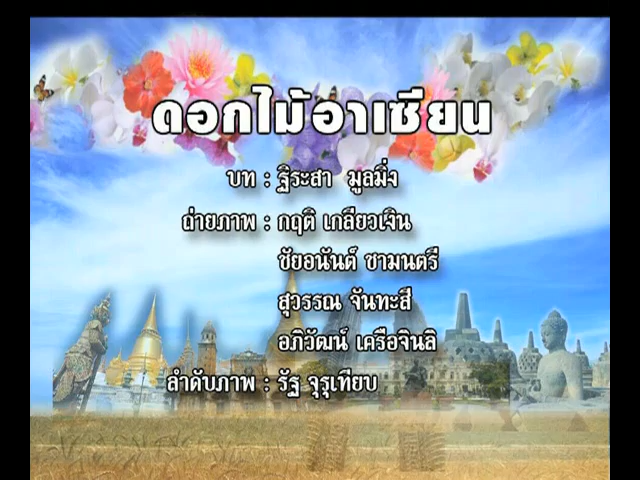 ดอกไม้อาเซียน
บท : ฐิระสา มูลมิ่ง
ถ่ายภาพ : กฤติ เกลียวเงิน
ชัยอนันต์ ชามนตรี
สุวรรณ จันทะสี
อภิวัฒน์ เครือจินลิ
ลำดับภาพ : รัฐ จุรุเทียบ